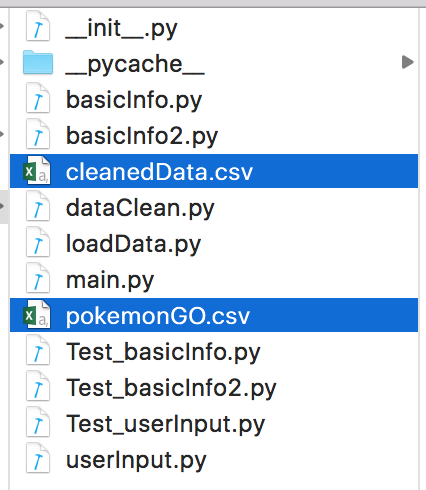 __init__.py
__pycache__
basicInfo.py
basicInfo2.py
cleanedData.csv
dataClean.py
loadData.py
main.py
pokemonGO.csv
Test_basicInfo.py
Test_basicInfo2.py
Test_userInput.py
userInput.py